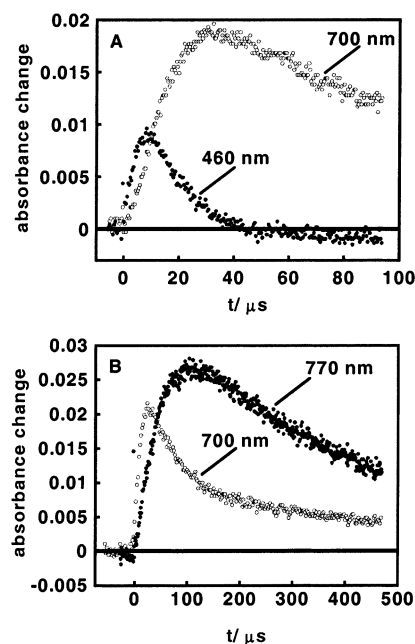 absorbance change
0.02
0.015
0.01
0.005
0
A
700 nm
460 nm
0 20 40 60 80 100
t/ μs
absorbance change
0.03
0.025
0.02
0.015
0.01
0.005
0
-0.005
B
770 nm
700 nm
0 100 200 300 400 500
t/ μs